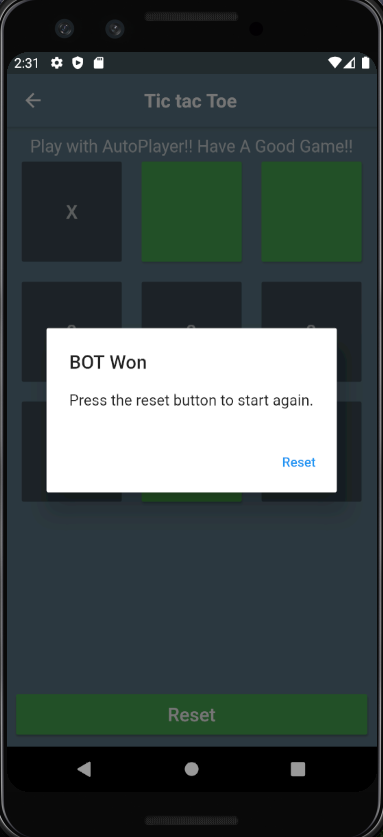 2:31
Tic tac Toe
Play with AutoPlayer!! Have A Good Game!!
X
BOT Won
Press the reset button to start again.
Reset
Reset